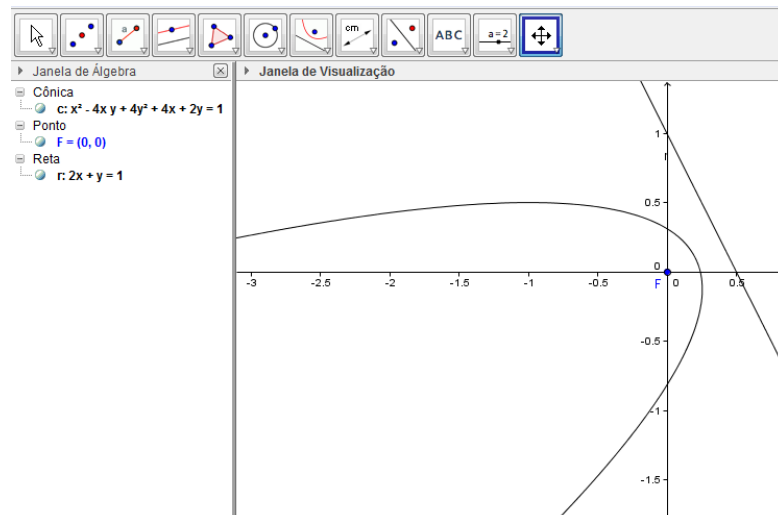 a
cm
ABC
a=2
Janela de Álgebra
Cônica
c: x² - 4x y + 4y² + 4x + 2y = 1
Ponto
F = (0, 0)
Reta
r: 2x + y = 1
Janela de Visualização
1
r
0.5
0
-3 -2.5 -2 -1.5 -1 -0.5 0 0.5
F
-0.5
-1
-1.5